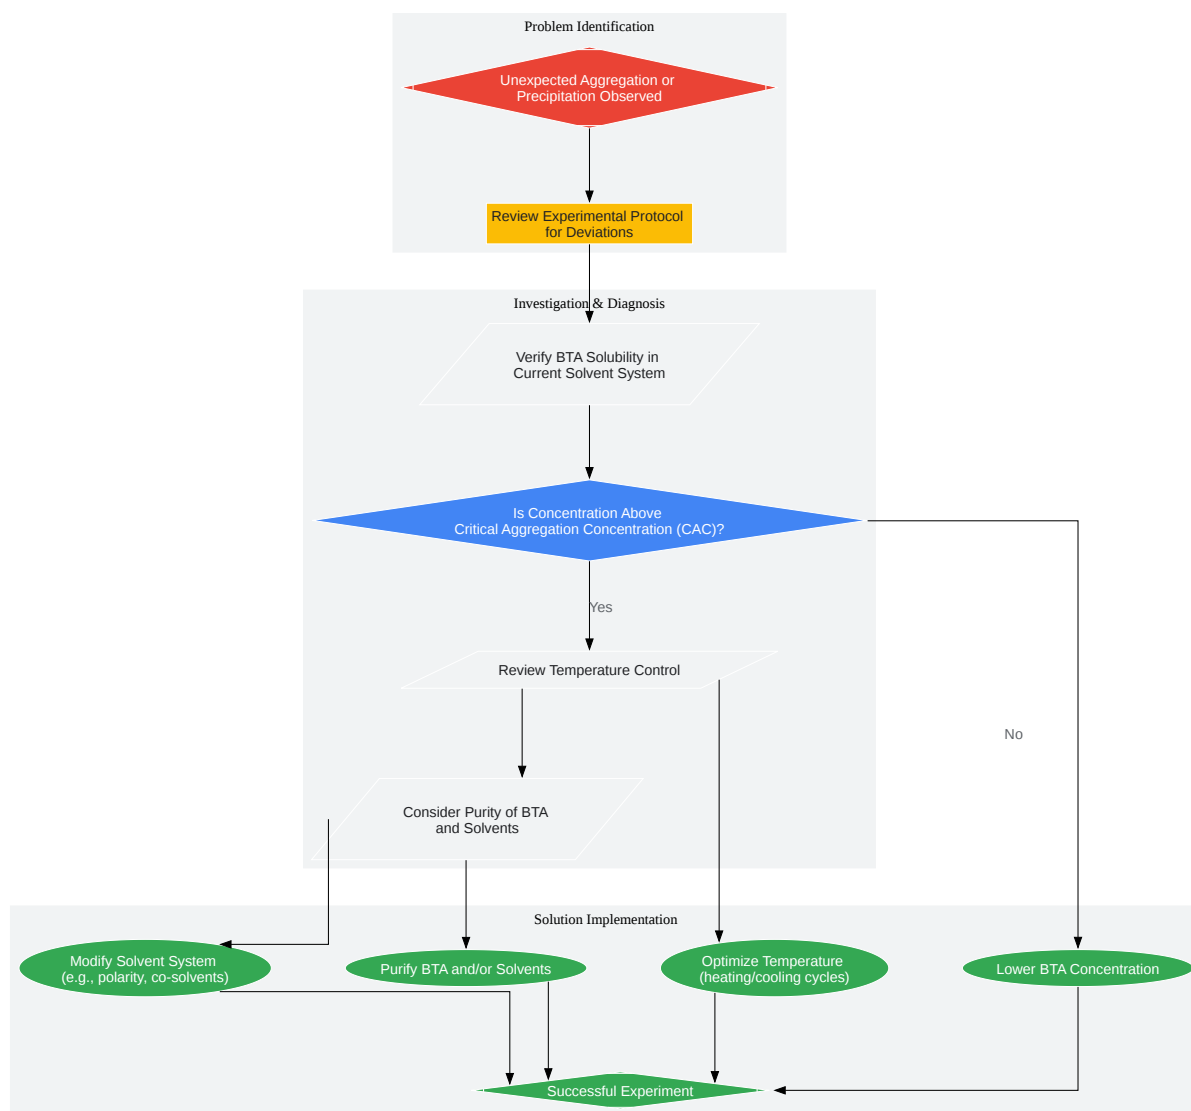 Problem Identification
Unexpected Aggregation or
Precipitation Observed
Review Experimental Protocol
for Deviations
Investigation & Diagnosis
Verify BTA Solubility in
Current Solvent System
Is Concentration Above
Critical Aggregation Concentration (CAC)?
Yes
Review Temperature Control
No
Consider Purity of BTA
and Solvents
Solution Implementation
Modify Solvent System
(e.g., polarity, co-solvents)
Purify BTA and/or Solvents
Optimize Temperature
(heating/cooling cycles)
Lower BTA Concentration
Successful Experiment